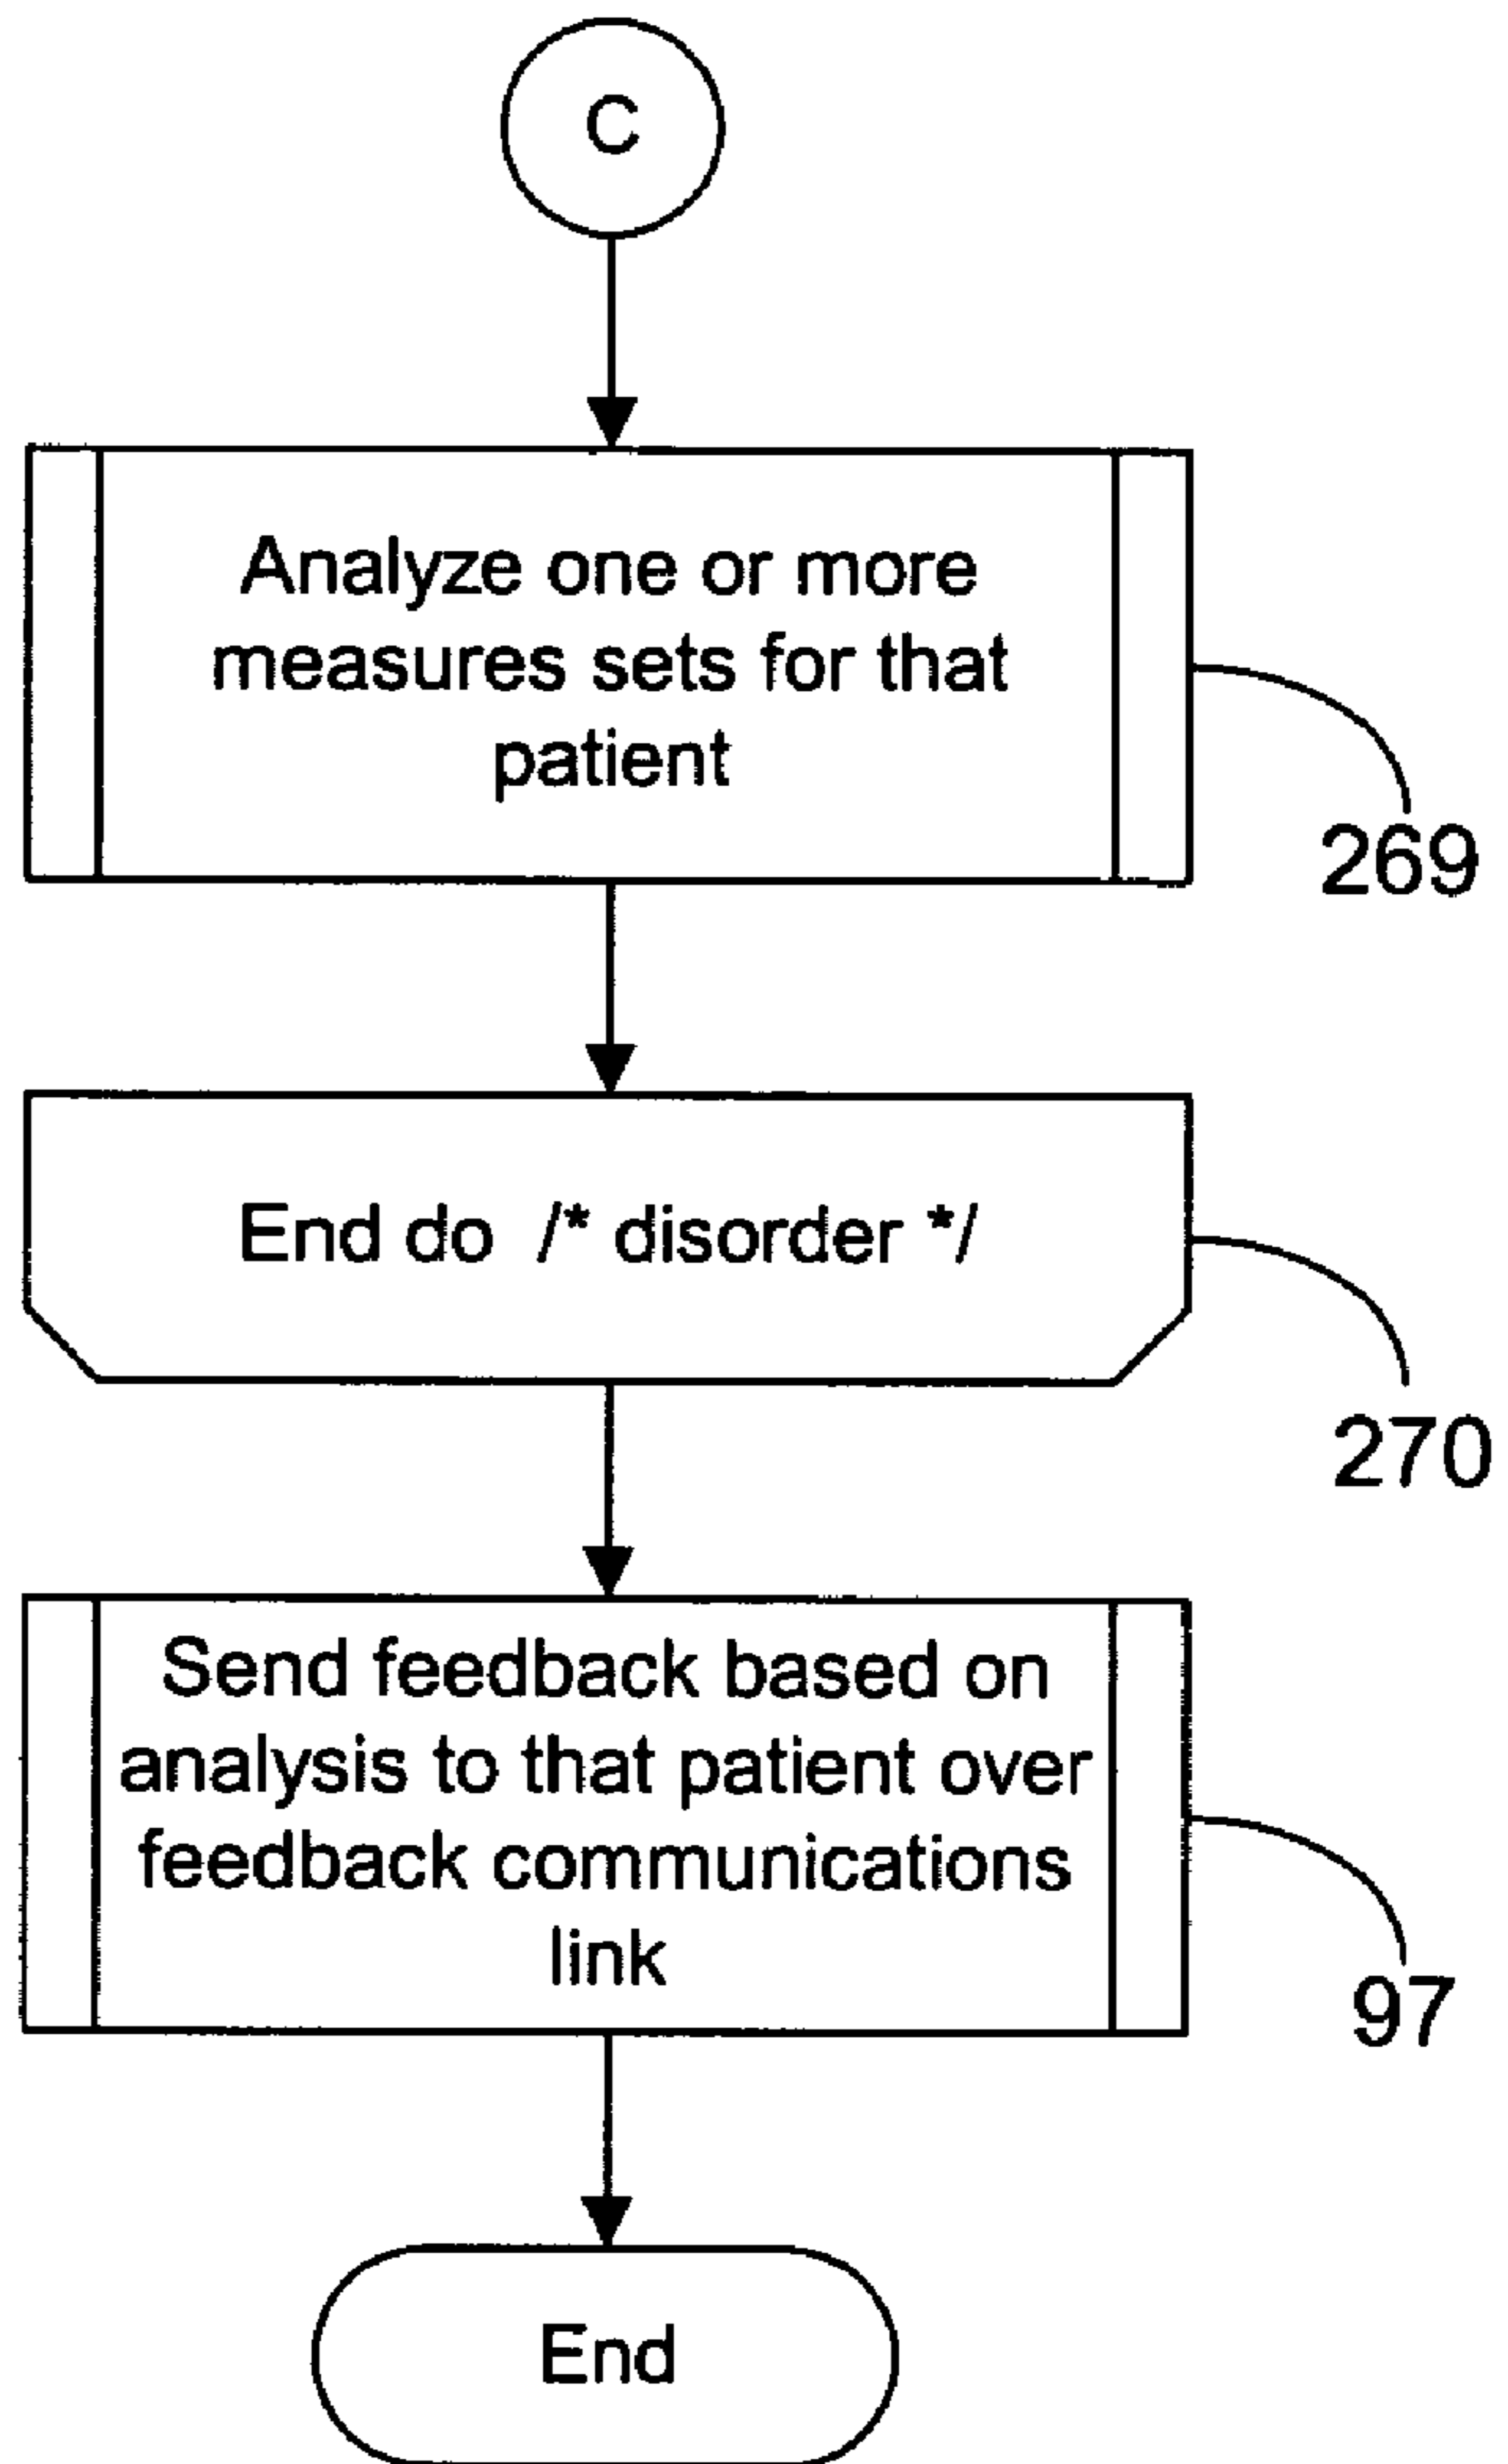 C
Analyze one or more
measures sets for that
patient
269
End do /* disorder */
270
Send feedback based on
analysis to that patient over
feedback communications
link
97
End